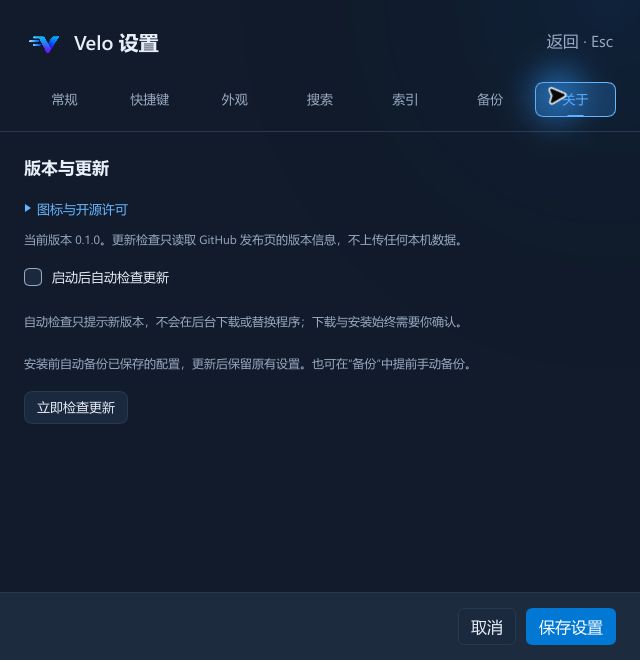 Velo 设置
返回 · Esc
常规 快捷键 外观 搜索 索引 备份 关于
版本与更新
图标与开源许可
当前版本 0.1.0。更新检查只读取 GitHub 发布页的版本信息，不上传任何本机数据。
启动后自动检查更新
自动检查只提示新版本，不会在后台下载或替换程序；下载与安装始终需要你确认。
安装前自动备份已保存的配置，更新后保留原有设置。也可在“备份”中提前手动备份。
立即检查更新
取消 保存设置